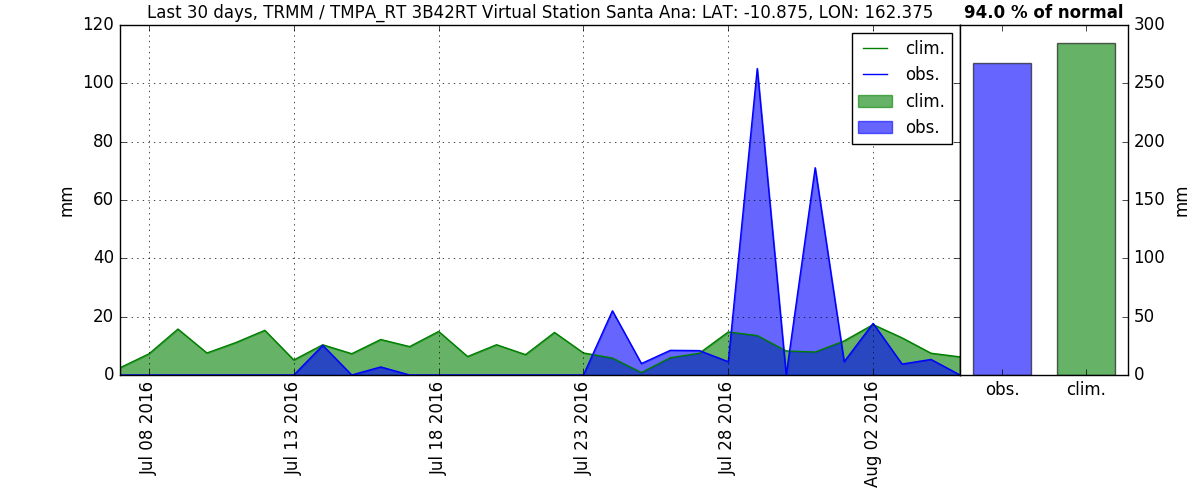 Last 30 days, TRMM / TMPA_RT 3B42RT Virtual Station Santa Ana: LAT: -10.875, LON: 162.375
94.0 % of normal
120
100
80
60
40
20
0
mm
clim.
obs.
clim.
obs.
300
250
200
150
100
50
0
mm
Jul 08 2016
Jul 13 2016
Jul 18 2016
Jul 23 2016
Jul 28 2016
Aug 02 2016
obs.
clim.